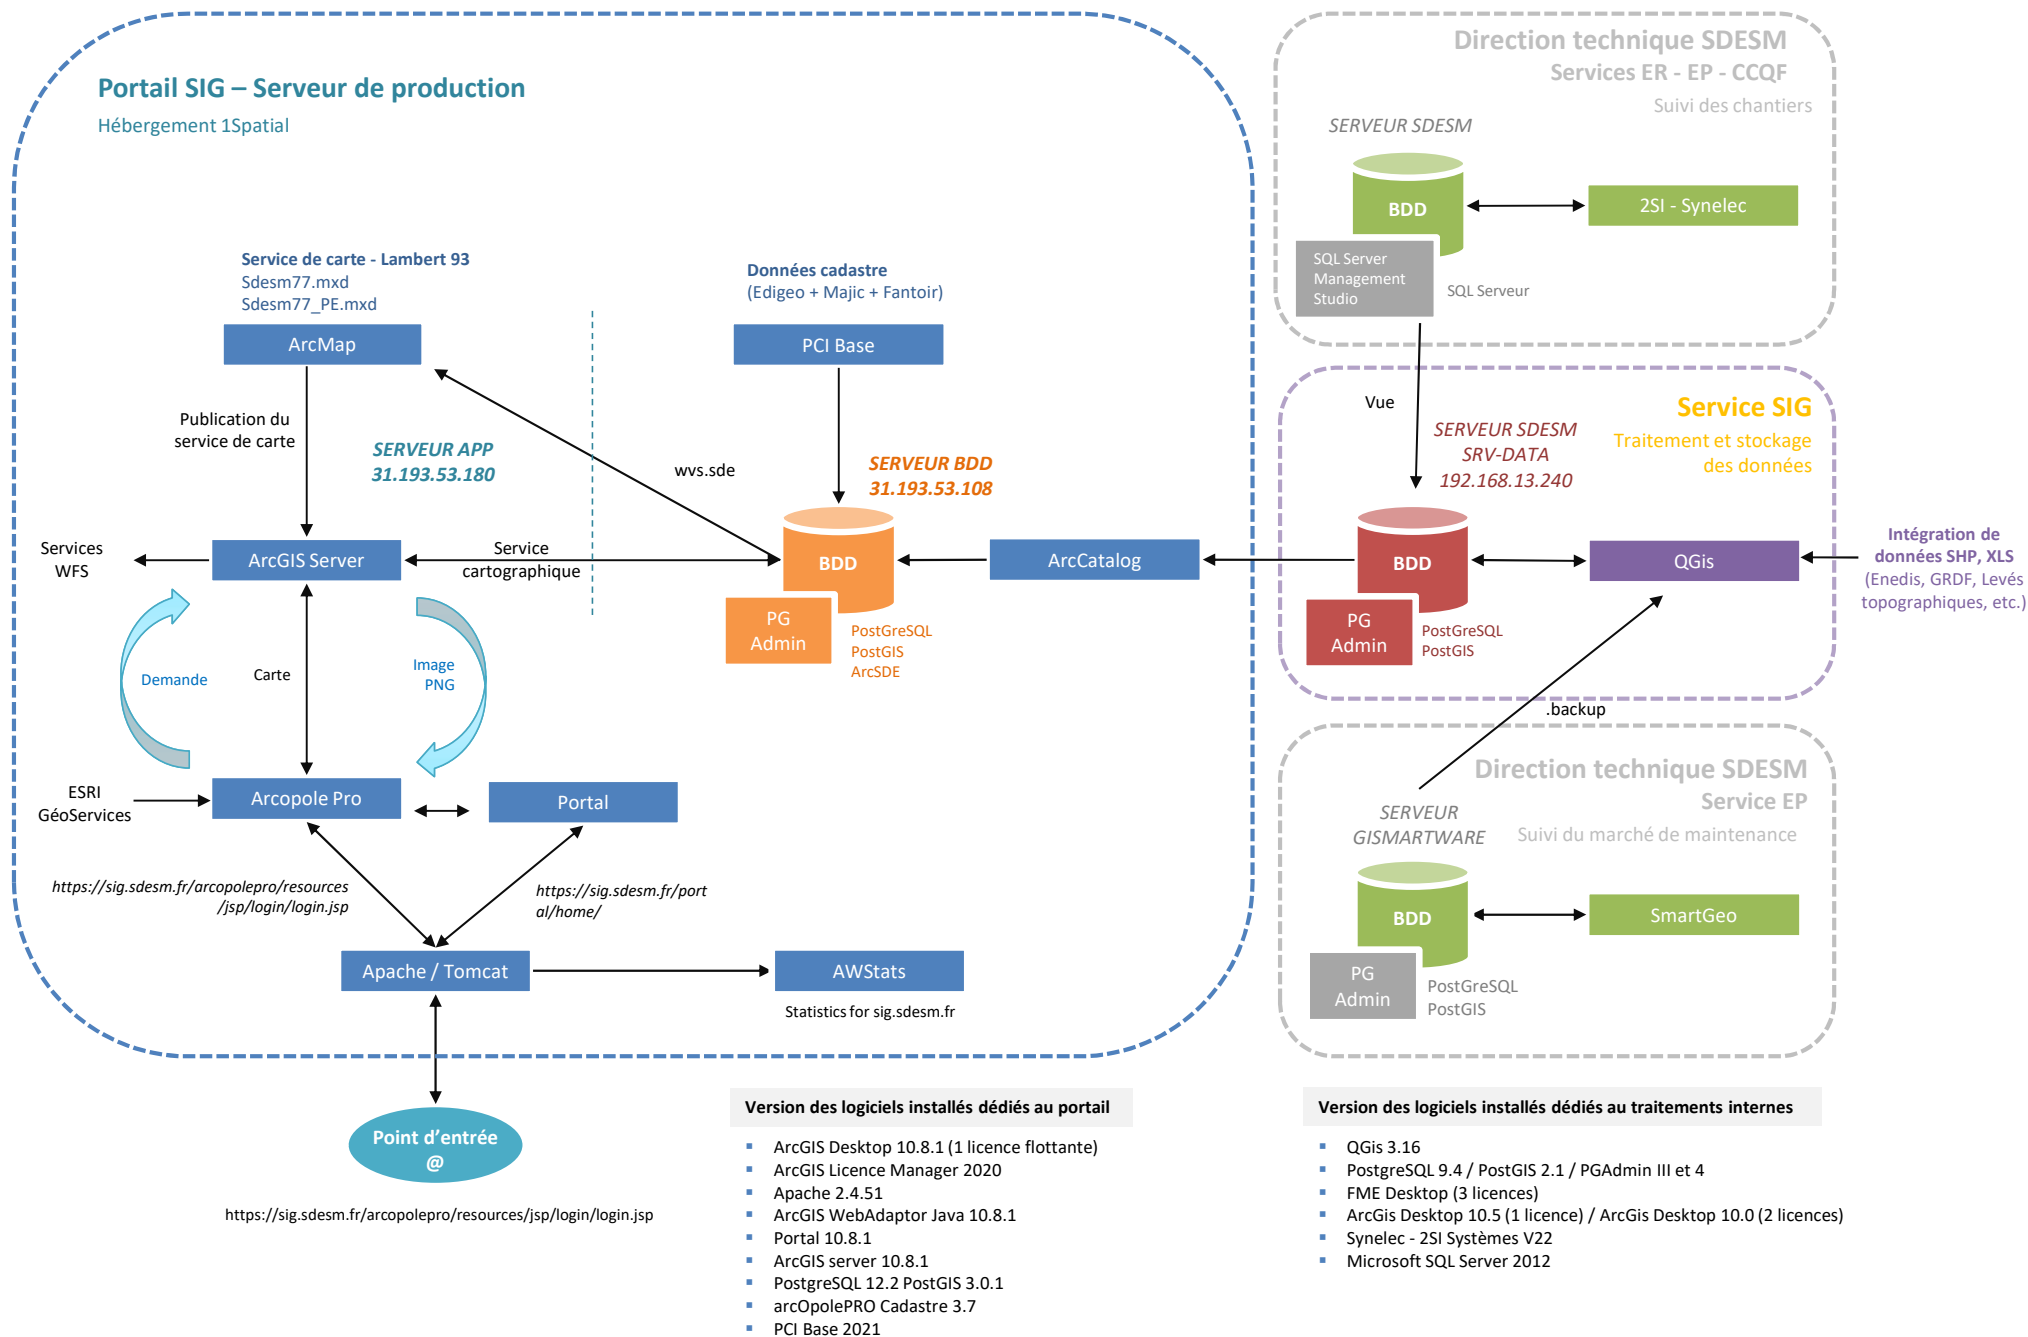 Portail SIG – Serveur de production
Hébergement 1Spatial
Service de carte - Lambert 93
Sdesm77.mxd
Sdesm77_PE.mxd
ArcMap
Données cadastre
(Edigeo + Majic + Fantoir)
PCI Base
Publication du
service de carte
SERVEUR APP
31.193.53.180
wvs.sde
SERVEUR BDD
31.193.53.108
Services
WFS
ArcGIS Server
Service
cartographique
BDD
PG
Admin
PostGreSQL
PostGIS
ArcSDE
ArcCatalog
Demande
Carte
Image
PNG
ESRI
GéoServices
Arcopole Pro
Portal
https://sig.sdesm.fr/arcopolepro/resources
/jsp/login/login.jsp
https://sig.sdesm.fr/port
al/home/
Apache / Tomcat
AWStats
Statistics for sig.sdesm.fr
Point d’entrée
@
https://sig.sdesm.fr/arcopolepro/resources/jsp/login/login.jsp
Direction technique SDESM
Services ER - EP - CCQF
Suivi des chantiers
SERVEUR SDESM
BDD
2SI - Synelec
SQL Server
Management
Studio
SQL Serveur
Vue
Service SIG
Traitement et stockage
des données
SERVEUR SDESM
SRV-DATA
192.168.13.240
BDD
PG
Admin
PostGreSQL
PostGIS
QGis
Intégration de
données SHP, XLS
(Enedis, GRDF, Levés
topographiques, etc.)
.backup
Direction technique SDESM
Service EP
Suivi du marché de maintenance
SERVEUR
GISMARTWARE
BDD
SmartGeo
PG
Admin
PostGreSQL
PostGIS
Version des logiciels installés dédiés au portail
▪ ArcGIS Desktop 10.8.1 (1 licence flottante)
▪ ArcGIS Licence Manager 2020
▪ Apache 2.4.51
▪ ArcGIS WebAdaptor Java 10.8.1
▪ Portal 10.8.1
▪ ArcGIS server 10.8.1
▪ PostgreSQL 12.2 PostGIS 3.0.1
▪ arcOpolePRO Cadastre 3.7
▪ PCI Base 2021
Version des logiciels installés dédiés au traitements internes
▪ QGis 3.16
▪ PostgreSQL 9.4 / PostGIS 2.1 / PGAdmin III et 4
▪ FME Desktop (3 licences)
▪ ArcGis Desktop 10.5 (1 licence) / ArcGis Desktop 10.0 (2 licences)
▪ Synelec - 2SI Systèmes V22
▪ Microsoft SQL Server 2012